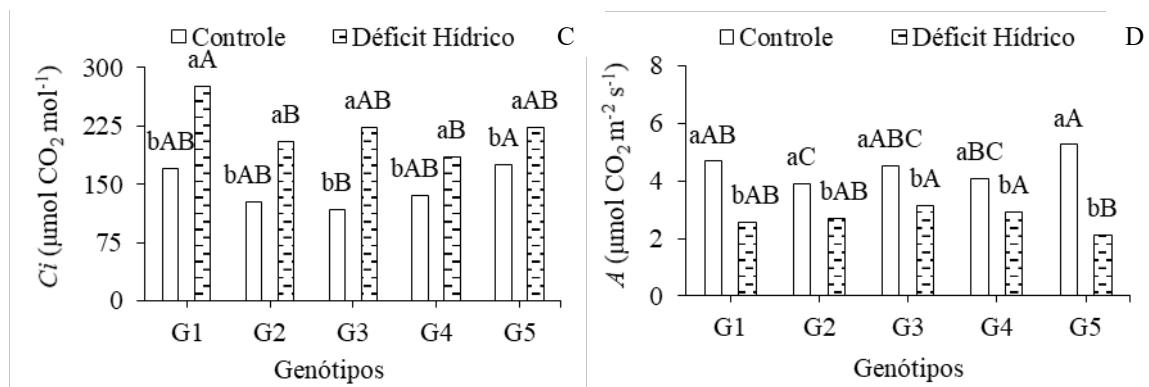 Controle Déficit Hídrico C
300
225
150
75
0
Ci (μmol CO2 mol-1)
bAB aA bAB aB bB aAB bAB aB bA aAB
G1 G2 G3 G4 G5
Genótipos
Controle Déficit Hídrico D
8
6
4
2
0
A (μmol CO2 m-2 s-1)
aAB bAB aC bAB aABC bA aBC bA aA bB
G1 G2 G3 G4 G5
Genótipos